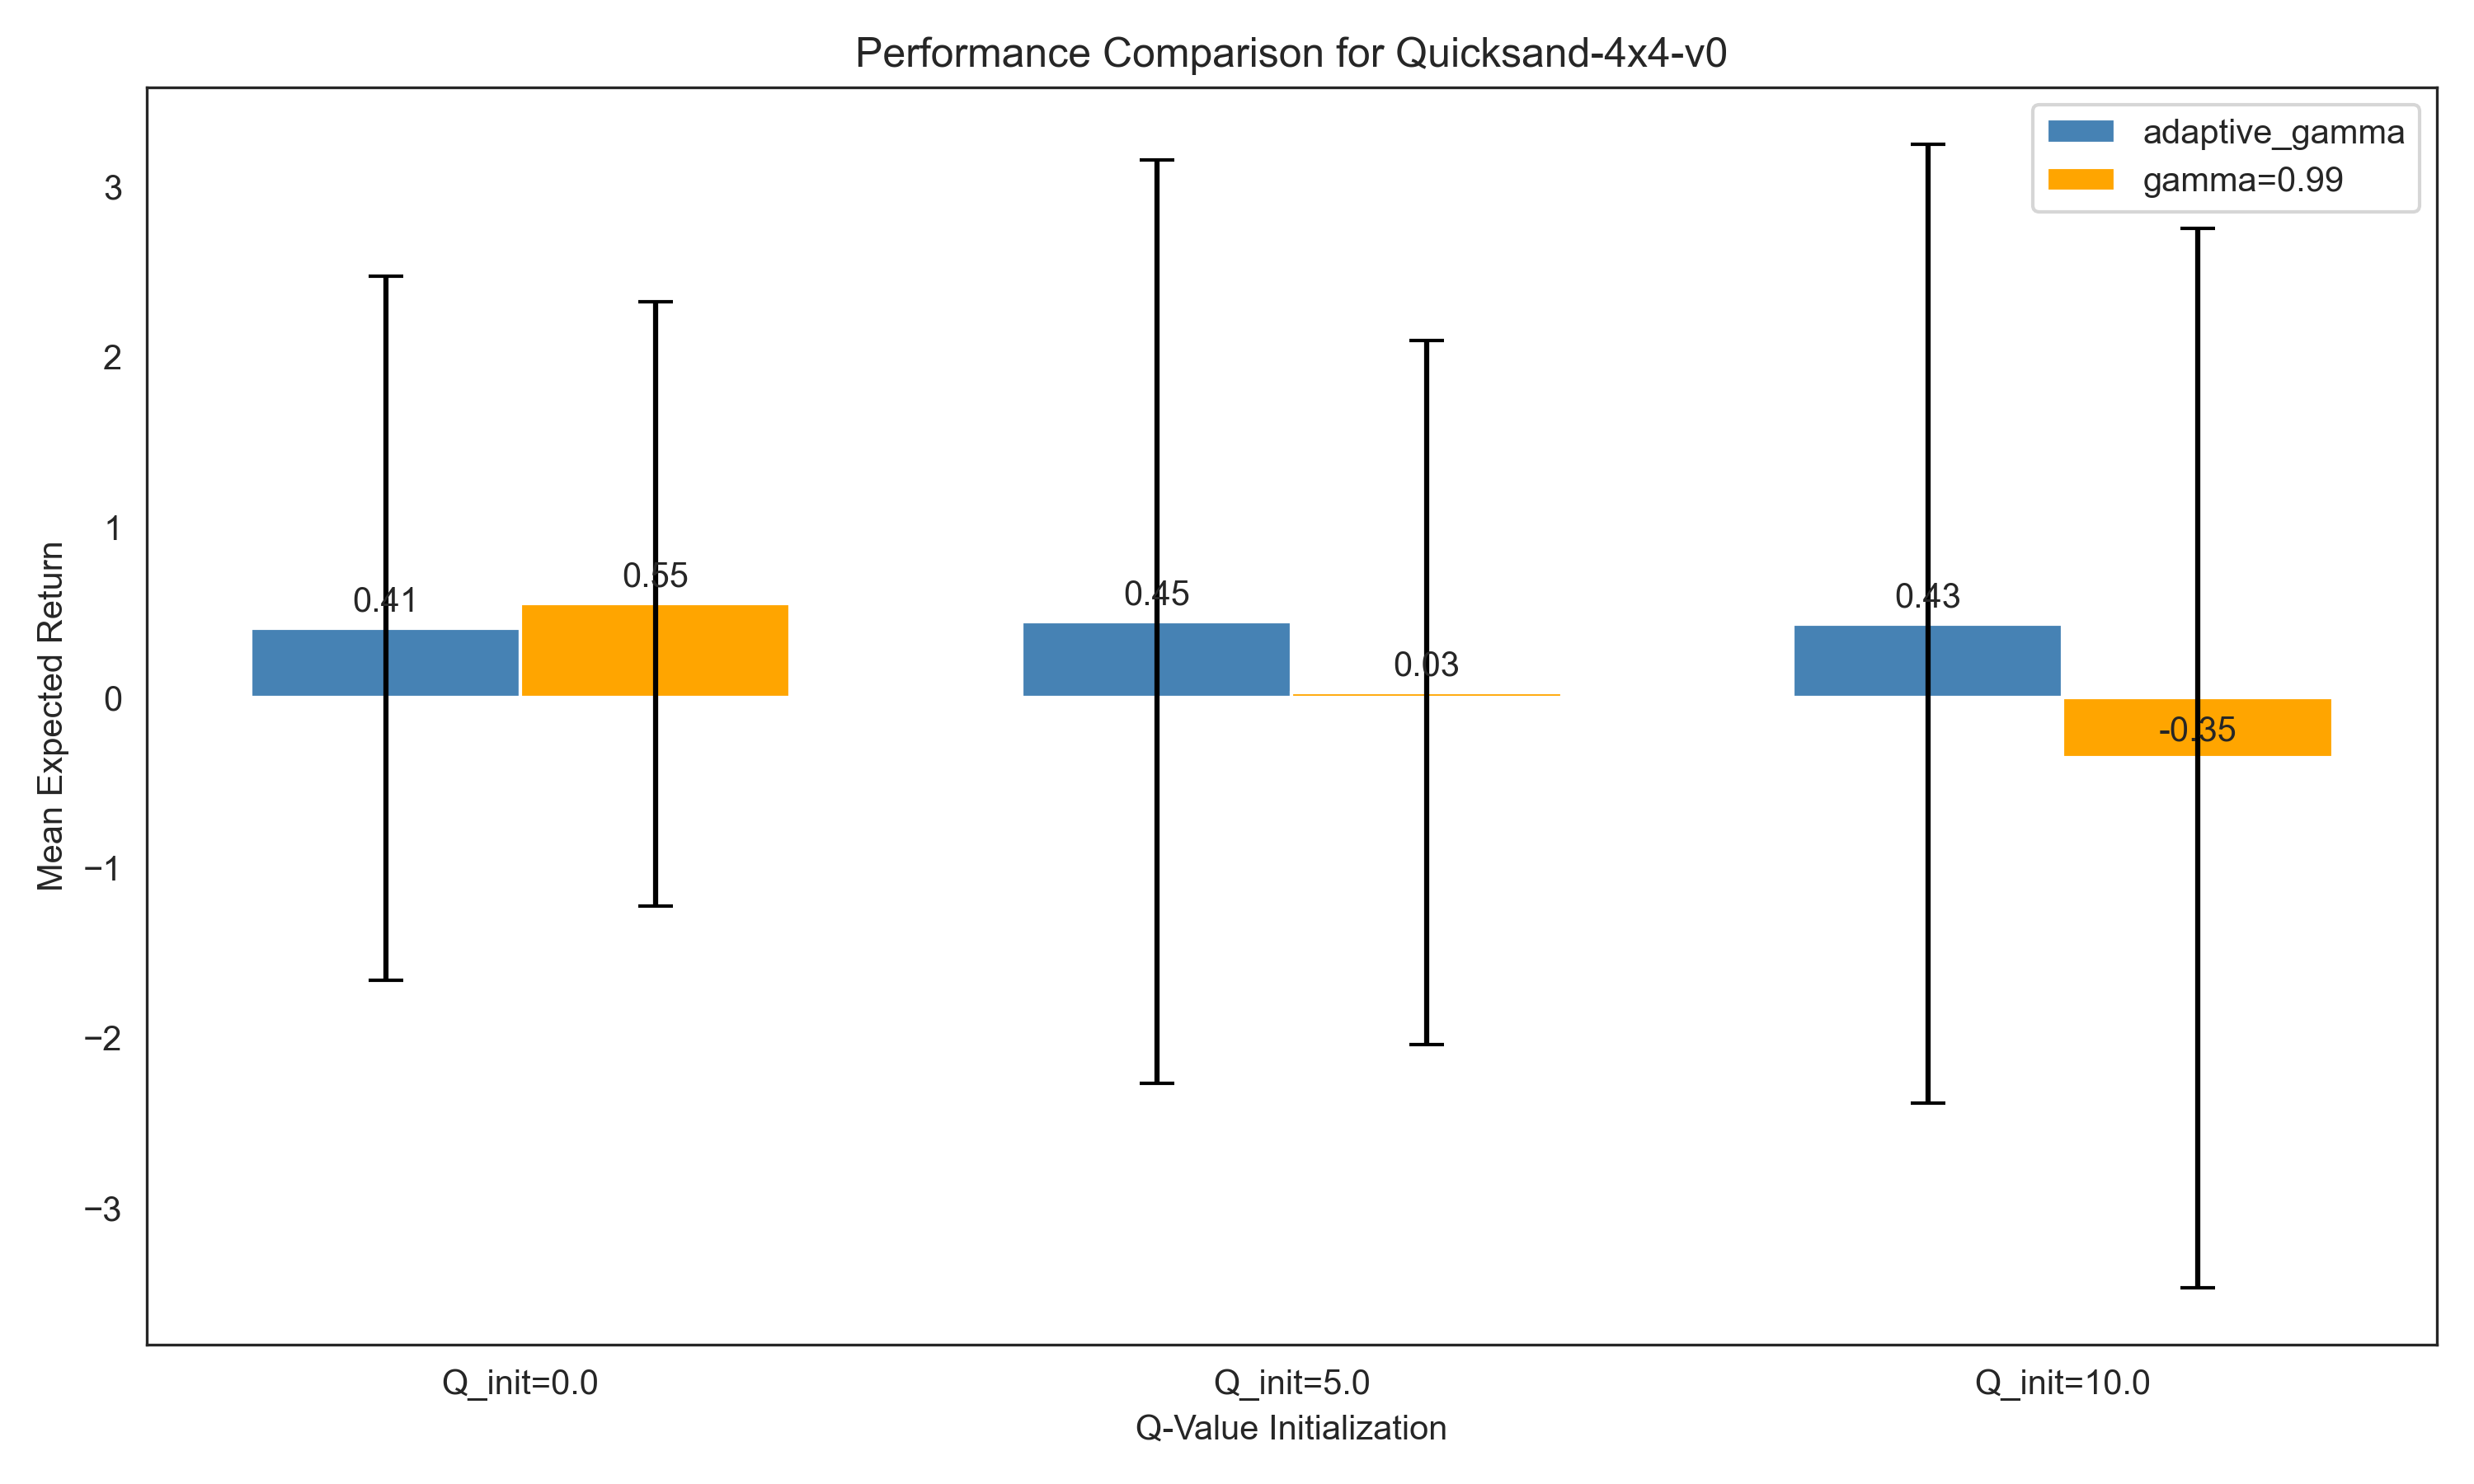 Performance Comparison for Quicksand-4x4-v0
adaptive_gamma
gamma=0.99
Mean Expected Return
3
2
1
0
−1
−2
−3
0.41
0.55
0.45
0.03
0.43
-0.35
Q_init=0.0
Q_init=5.0
Q_init=10.0
Q-Value Initialization